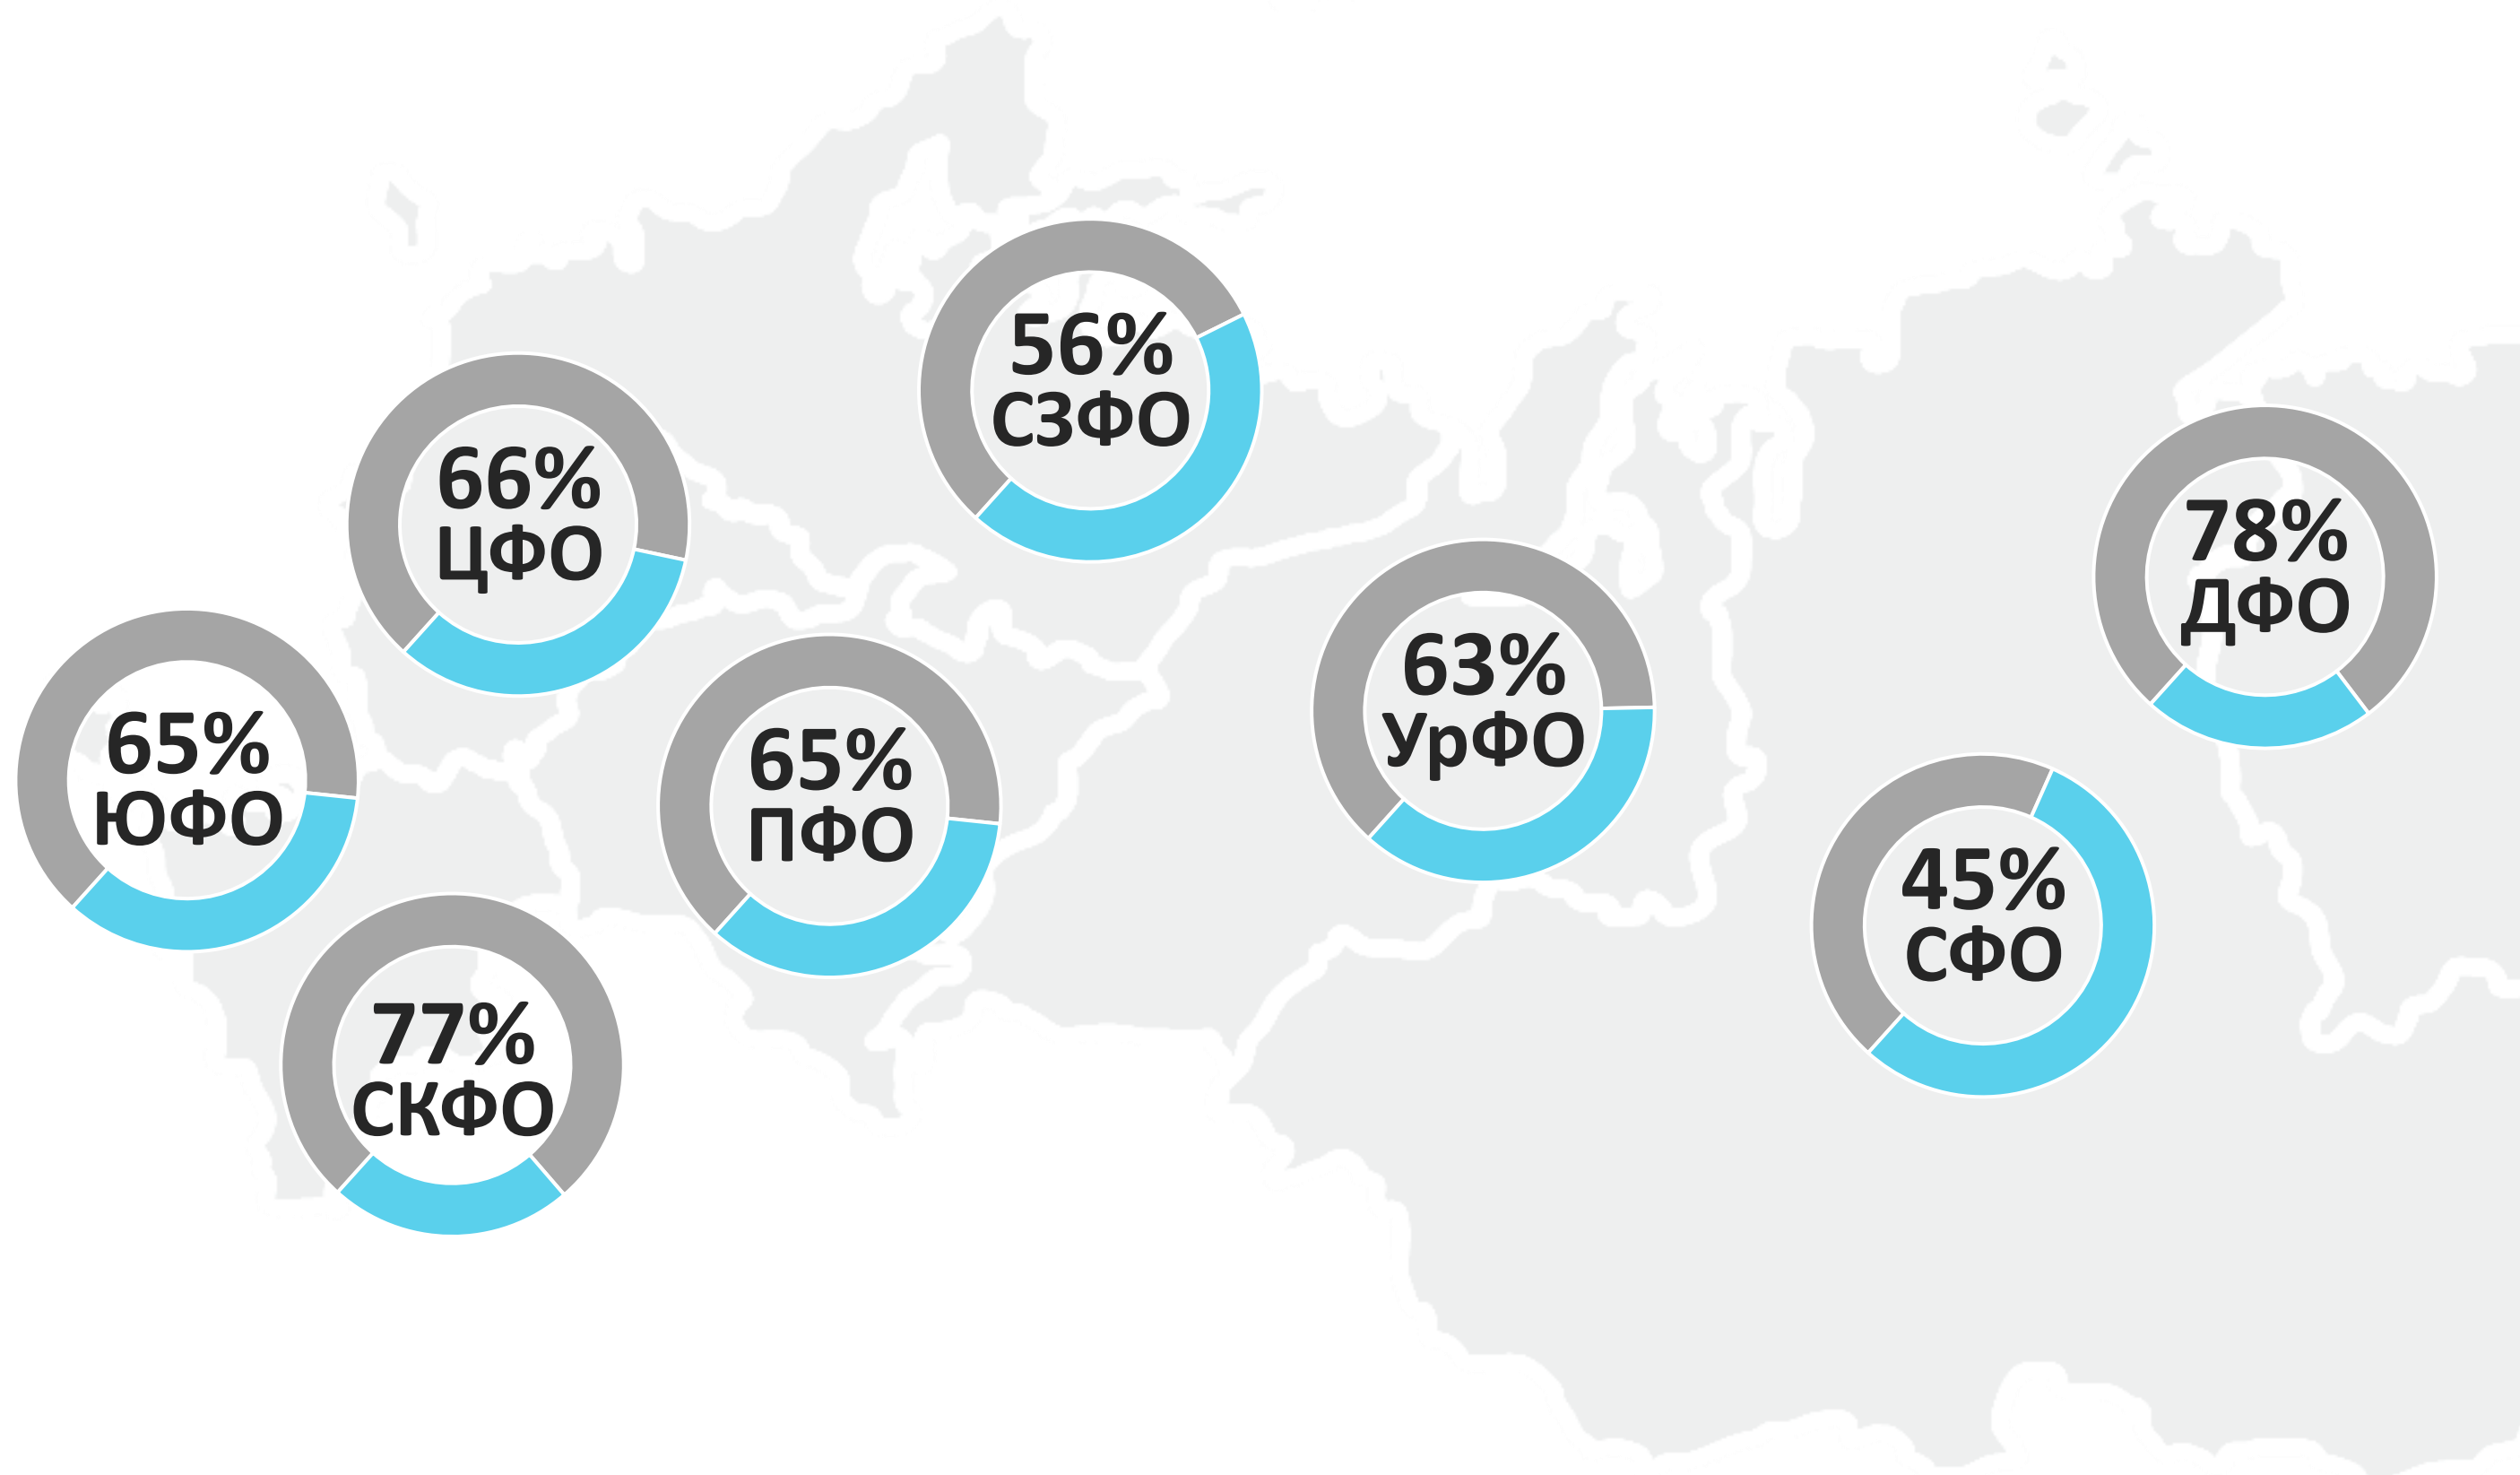 56%
СЗФО
66%
ЦФО
78%
ДФО
63%
УрФО
65%
ЮФО
65%
ПФО
45%
СФО
77%
СКФО